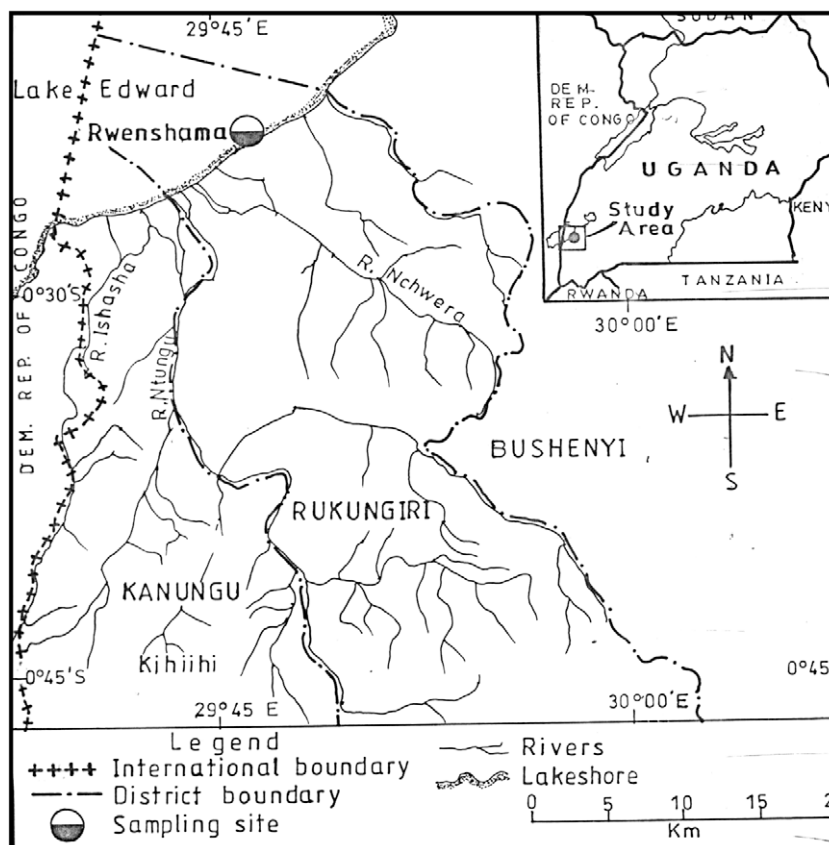 29°45'E
SUDAN
Lake Edward
DEM.
REP.
OF CONGO
Rwenshama
UGANDA
Study
Area
KENY
TANZANIA
RWANDA
30°00'E
DEM. REP. OF CONGO
0°30'S
R. Ishasha
R. Ntungu
R. Nchwera
N
W
E
S
BUSHENYI
RUKUNGIRI
KANUNGU
Kihiihi
0°45'S
0°45
29°45 E
30°00'E
Legend
International boundary
District boundary
Sampling site
Rivers
Lakeshore
0 5 10 15 2
Km